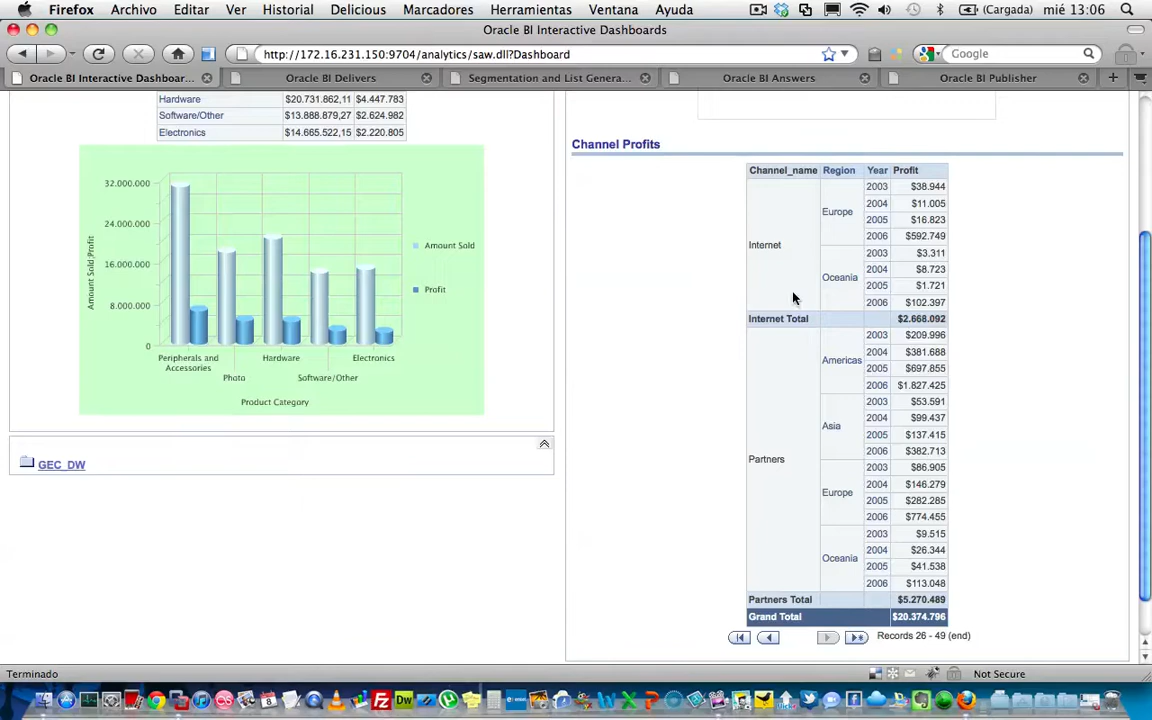 Firefox Archivo Editar Ver Historial Delicious Marcadores Herramientas Ventana Ayuda (Cargada) mié 13:06
Oracle BI Interactive Dashboards
http://172.16.231.150:9704/analytics/saw.dll?Dashboard Google
Oracle BI Interactive Dashboar... Oracle BI Delivers Segmentation and List Genera... Oracle BI Answers Oracle BI Publisher
Hardware $20.731.862,11 $4.447.783
Software/Other $13.888.879,27 $2.624.982
Electronics $14.665.522,15 $2.220.805
32.000.000
24.000.000
16.000.000
8.000.000
0
Amount Sold,Profit
Amount Sold
Profit
Peripherals and Accessories
Photo
Hardware
Software/Other
Electronics
Product Category
GEC_DW
Channel Profits
Channel_name Region Year Profit
Internet Europe 2003 $38.944
2004 $11.005
2005 $16.823
2006 $592.749
Oceania 2003 $3.311
2004 $8.723
2005 $1.721
2006 $102.397
Internet Total $2.668.092
Partners Americas 2003 $209.996
2004 $381.688
2005 $697.855
2006 $1.827.425
Asia 2003 $53.591
2004 $99.437
2005 $137.415
2006 $382.713
Europe 2003 $86.905
2004 $146.279
2005 $282.285
2006 $774.455
Oceania 2003 $9.515
2004 $26.344
2005 $41.538
2006 $113.048
Partners Total $5.270.489
Grand Total $20.374.796
Records 26 - 49 (end)
Terminado Not Secure